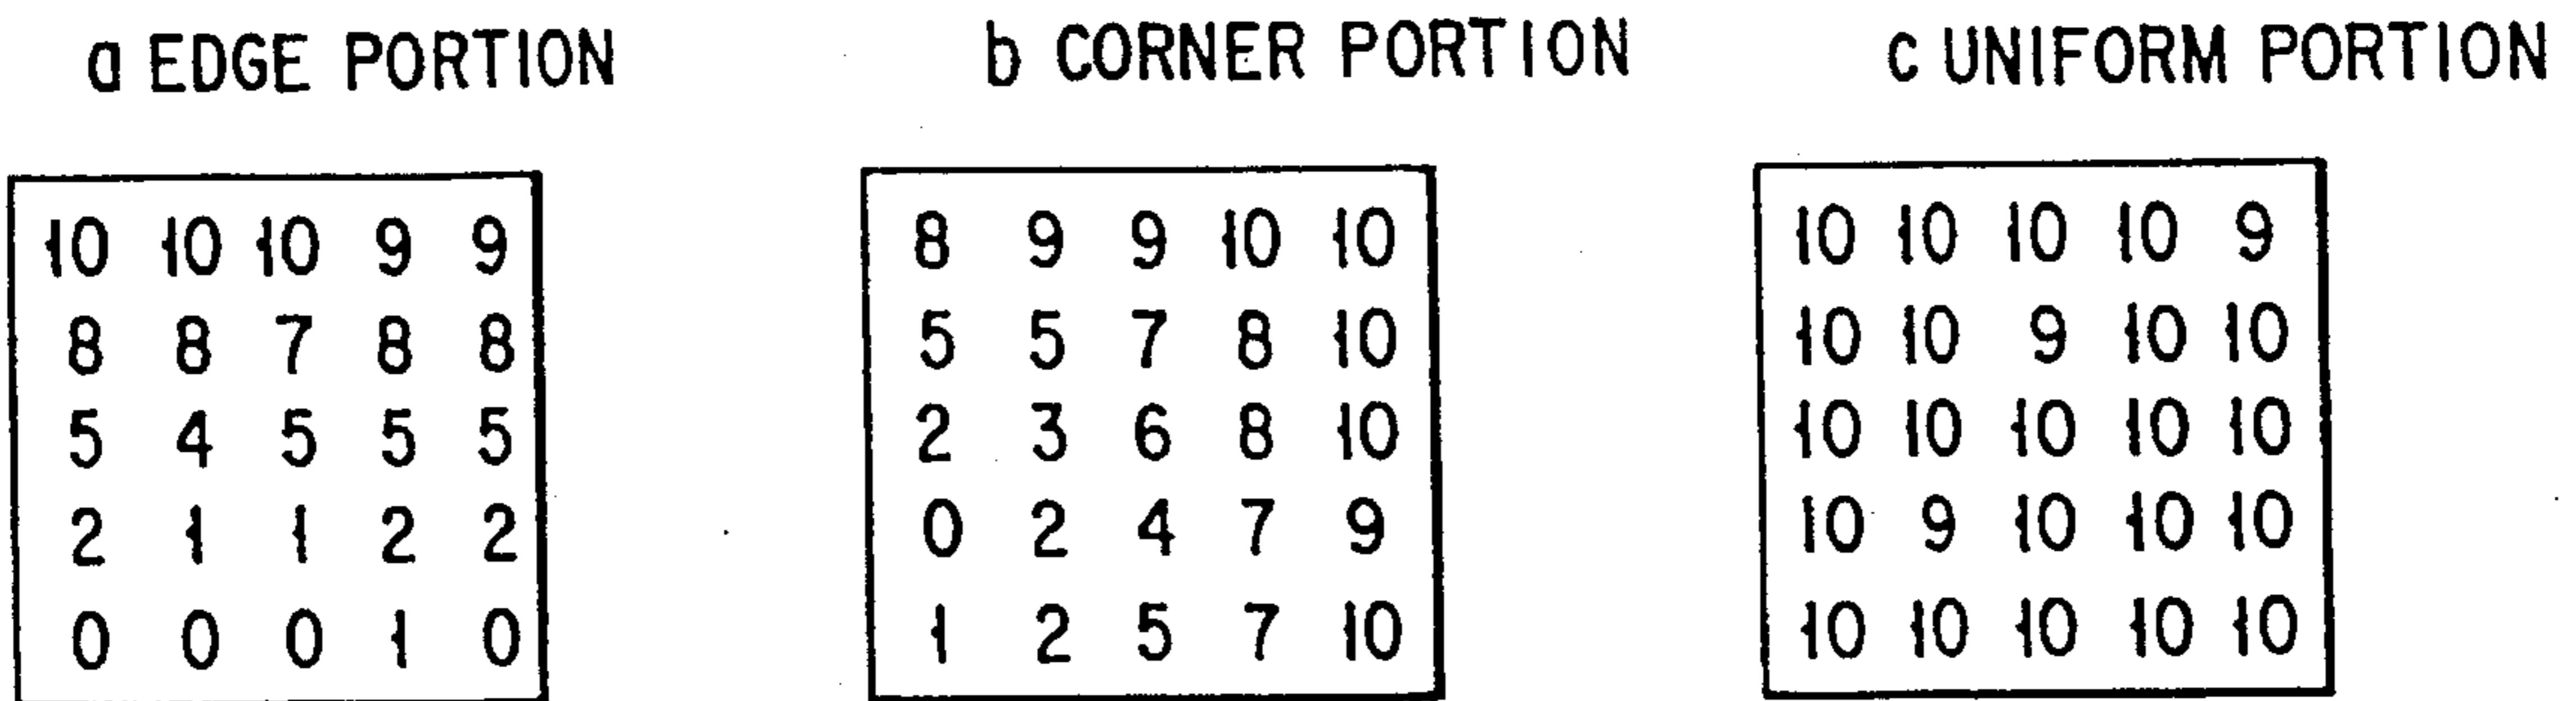 a EDGE PORTION
10 10 10 9 9
8 8 7 8 8
5 4 5 5 5
2 1 1 2 2
0 0 0 1 0
b CORNER PORTION
8 9 9 10 10
5 5 7 8 10
2 3 6 8 10
0 2 4 7 9
1 2 5 7 10
c UNIFORM PORTION
10 10 10 10 9
10 10 9 10 10
10 10 10 10 10
10 9 10 10 10
10 10 10 10 10